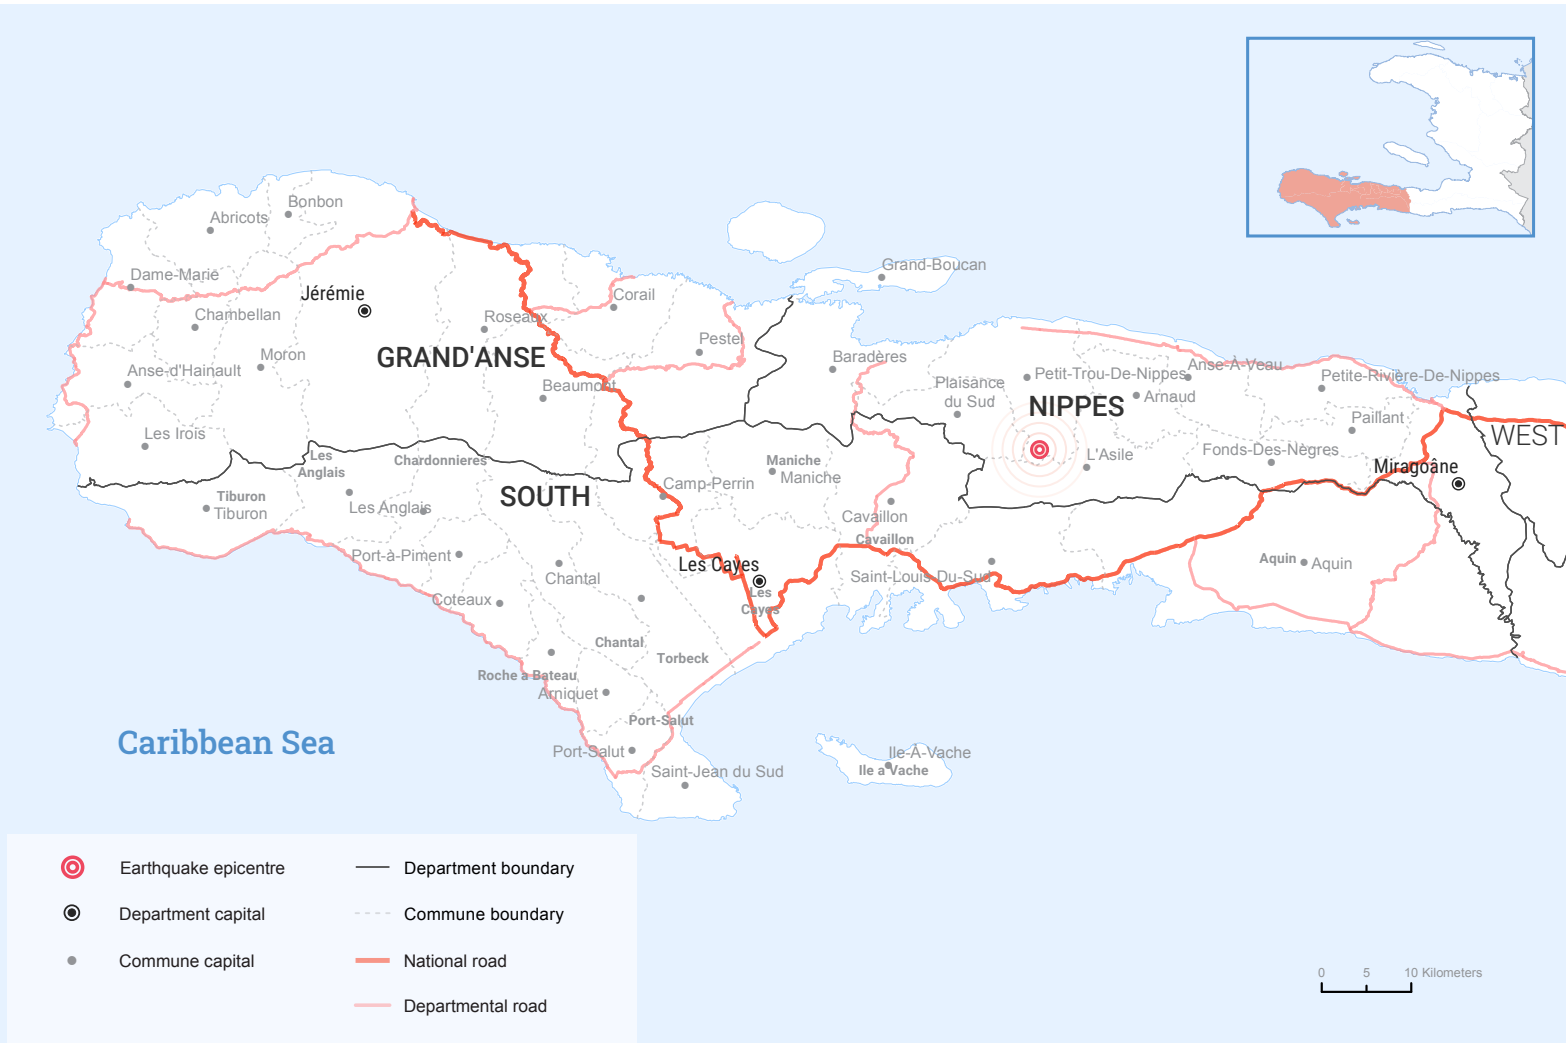 Bonbon
Abricots
Grand-Boucan
Dame-Marie
Jérémie
Corail
Chambellan
Roseaux
Pestel
Moron
GRAND'ANSE
Baradères
Anse-À-Veau
Anse-d'Hainault
Petit-Trou-De-Nippes
Petite-Rivière-De-Nippes
Beaumont
Plaisance
du Sud
Arnaud
NIPPES
Paillant
Les Irois
WEST
Les
Anglais
Chardonnieres
Maniche
Maniche
L'Asile
Fonds-Des-Nègres
Miragoâne
Camp-Perrin
SOUTH
Tiburon
Tiburon
Les Anglais
Cavaillon
Cavaillon
Port-à-Piment
Les Cayes
Aquin
Aquin
Chantal
Saint-Louis-Du-Sud
Les
Cayes
Coteaux
Chantal
Torbeck
Roche a Bateau
Arniquet
Port-Salut
Caribbean Sea
Port-Salut
Ile-À-Vache
Ile a Vache
Saint-Jean du Sud
Earthquake epicentre
Department boundary
Department capital
Commune boundary
Commune capital
National road
Departmental road
0 5 10 Kilometers